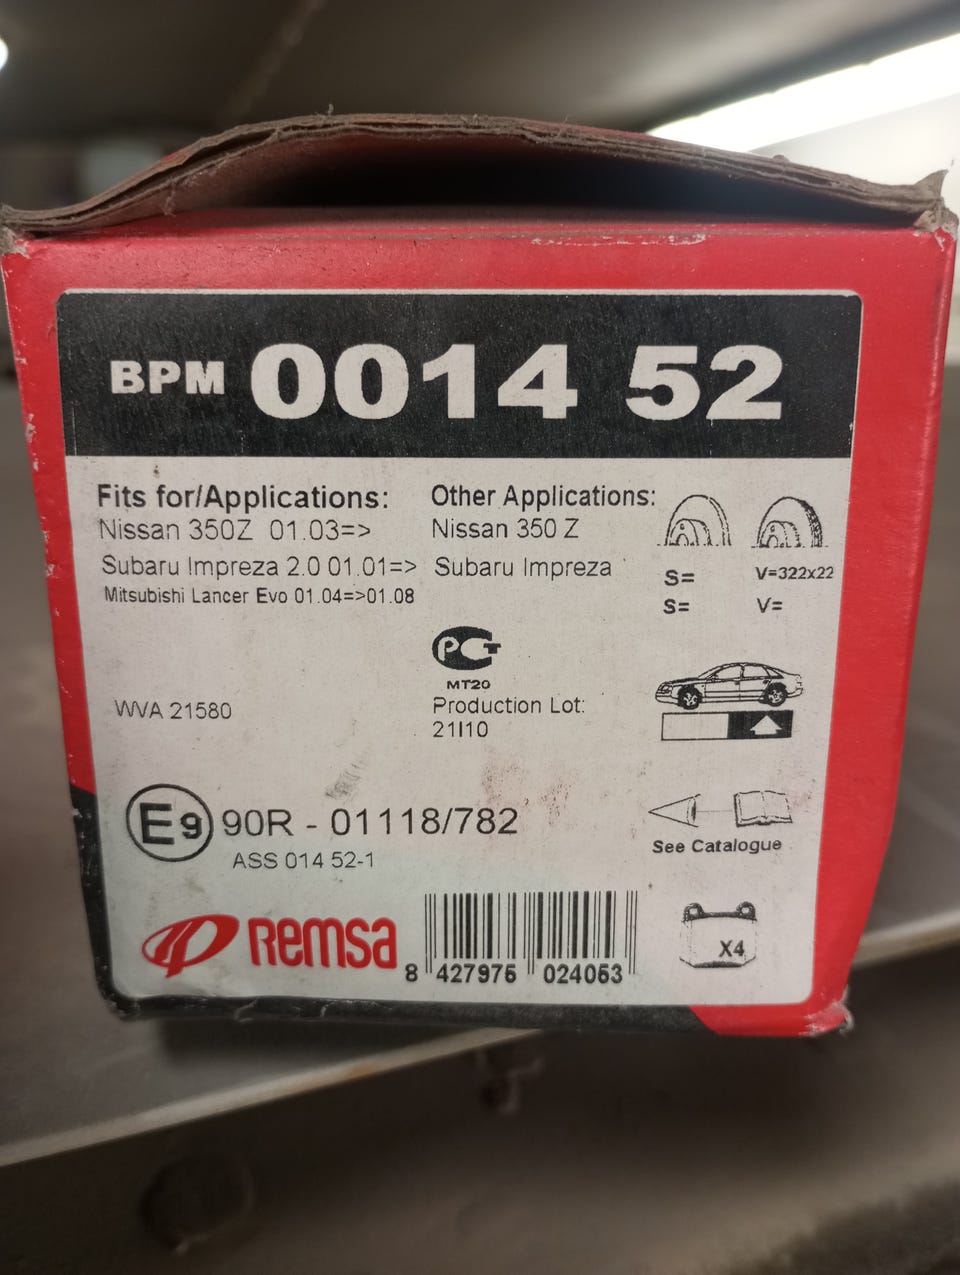 BPM 0014 52
Fits for/Applications:
Nissan 350Z 01.03=>
Subaru Impreza 2.0 01.01=>
Mitsubishi Lancer Evo 01.04=>01.08
Other Applications:
Nissan 350 Z
Subaru Impreza
S= V=322x22
S= V=
PCT
MT20
WVA 21580
Production Lot:
21I10
E9 90R - 01118/782
ASS 014 52-1
See Catalogue
REMSA
8 427975 024053
X4